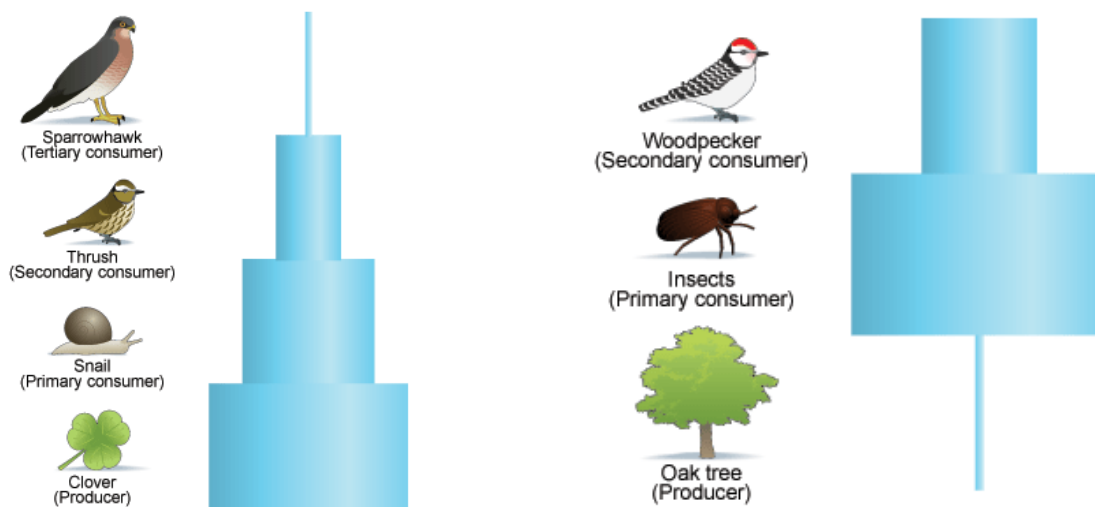 Sparrowhawk
(Tertiary consumer)
Thrush
(Secondary consumer)
Snail
(Primary consumer)
Clover
(Producer)
Woodpecker
(Secondary consumer)
Insects
(Primary consumer)
Oak tree
(Producer)